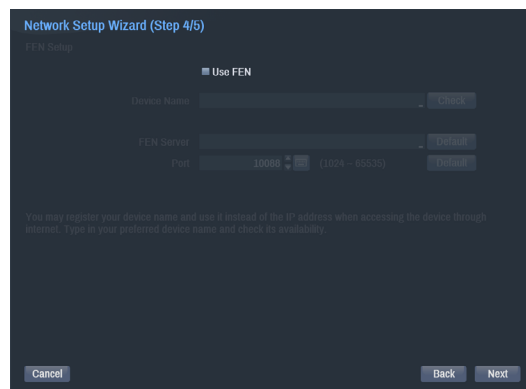 Network Setup Wizard (Step 4/5)
FEN Setup
Use FEN
Device Name
Check
FEN Server
Default
Port 10088 (1024 ~ 65535) Default
You may register your device name and use it instead of the IP address when accessing the device through
internet. Type in your preferred device name and check its availability.
Cancel Back Next